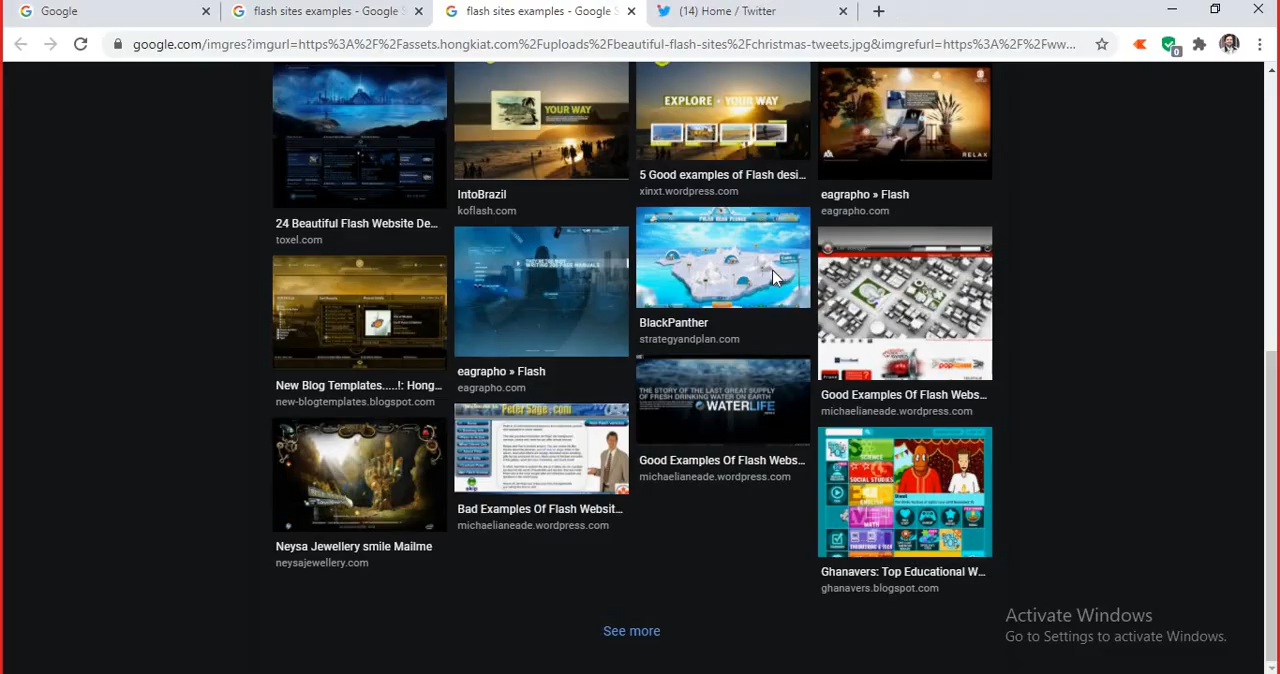 Google
flash sites examples - Google S
flash sites examples - Google S
(14) Home / Twitter
google.com/imgres?imgurl=https%3A%2F%2Fassets.hongkiat.com%2Fuploads%2Fbeautiful-flash-sites%2Fchristmas-tweets.jpg&imgrefurl=https%3A%2F%2Fww...
0
24 Beautiful Flash Website De...
toxel.com
New Blog Templates.....!: Hong...
new-blogtemplates.blogspot.com
Neysa Jewellery smile Mailme
neysajewellery.com
YOUR WAY
IntoBrazil
koflash.com
eagrapho » Flash
eagrapho.com
Peter Sage .com
Bad Examples Of Flash Websit...
michaelianeade.wordpress.com
EXPLORE • YOUR WAY
5 Good examples of Flash desi...
xinxt.wordpress.com
BlackPanther
strategyandplan.com
THE STORY OF THE LAST GREAT SUPPLY
OF FRESH DRINKING WATER ON EARTH
WATERLIFE
Good Examples Of Flash Webs...
michaelianeade.wordpress.com
RELAX
eagrapho » Flash
eagrapho.com
Good Examples Of Flash Webs...
michaelianeade.wordpress.com
SCIENCE
SOCIAL STUDIES
ENGLISH
MATH
Ghanavers: Top Educational W...
ghanavers.blogspot.com
See more
Activate Windows
Go to Settings to activate Windows.